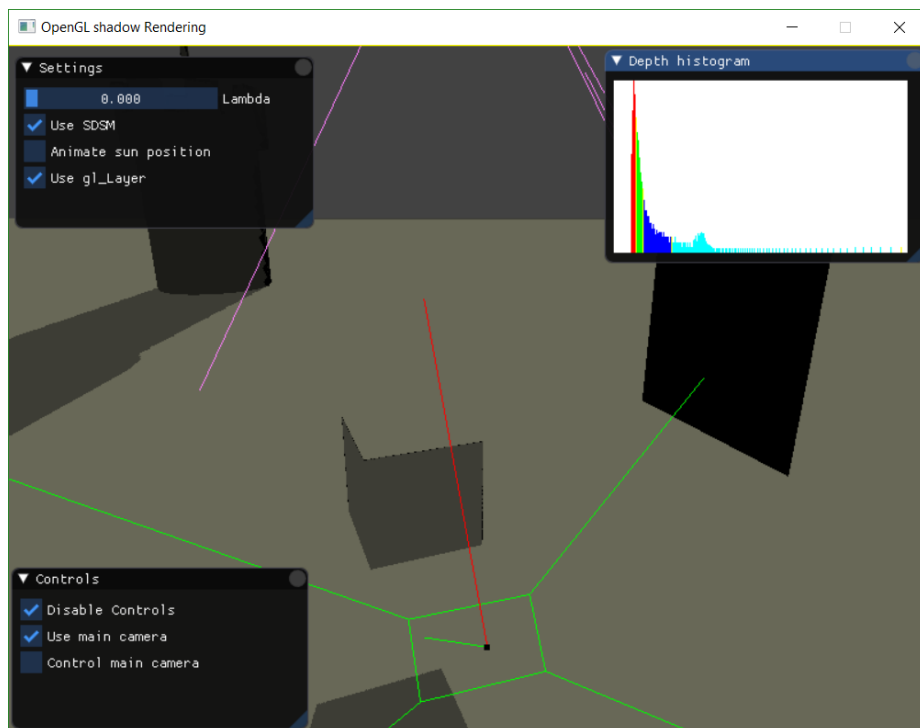 OpenGL shadow Rendering
Settings
0.000 Lambda
Use SDSM
Animate sun position
Use gl_Layer
Depth histogram
Controls
Disable Controls
Use main camera
Control main camera